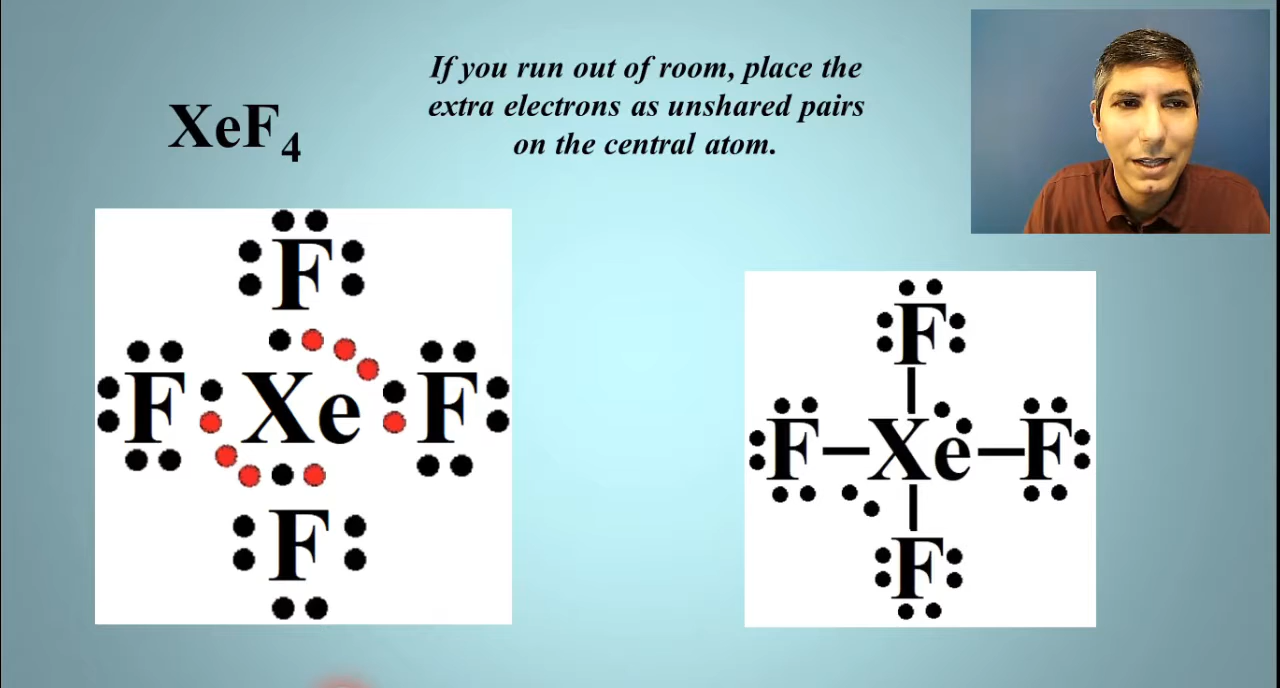 If you run out of room, place the
extra electrons as unshared pairs
on the central atom.
XeF₄
F
F Xe F
F
F
F–Xe–F
F